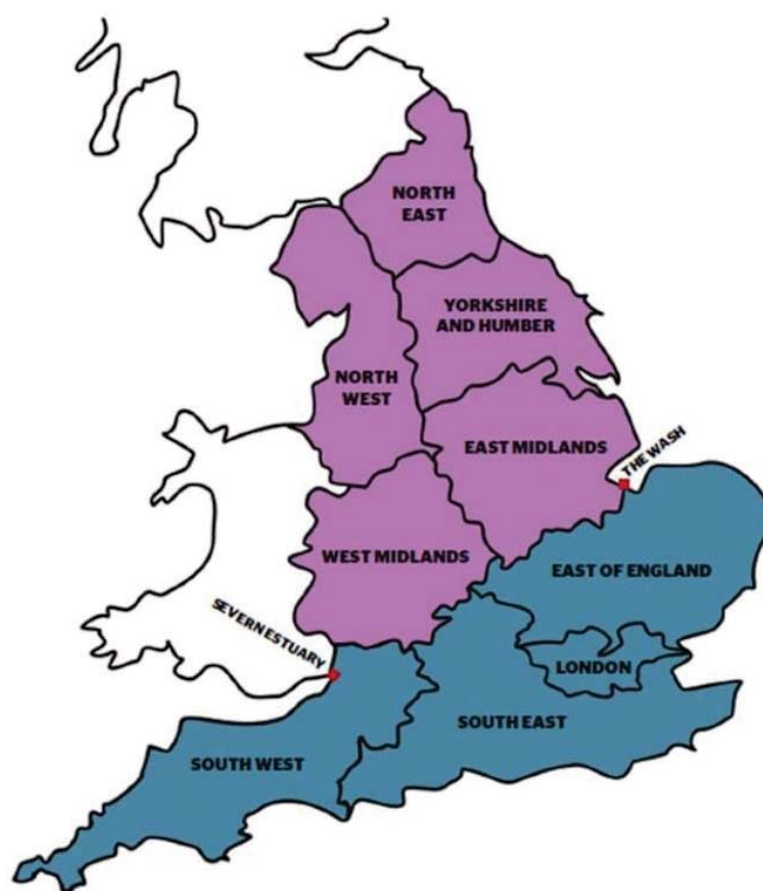 NORTH
EAST
YORKSHIRE
AND HUMBER
NORTH
WEST
EAST MIDLANDS
THE WASH
WEST MIDLANDS
EAST OF ENGLAND
SEVERN ESTUARY
LONDON
SOUTH EAST
SOUTH WEST